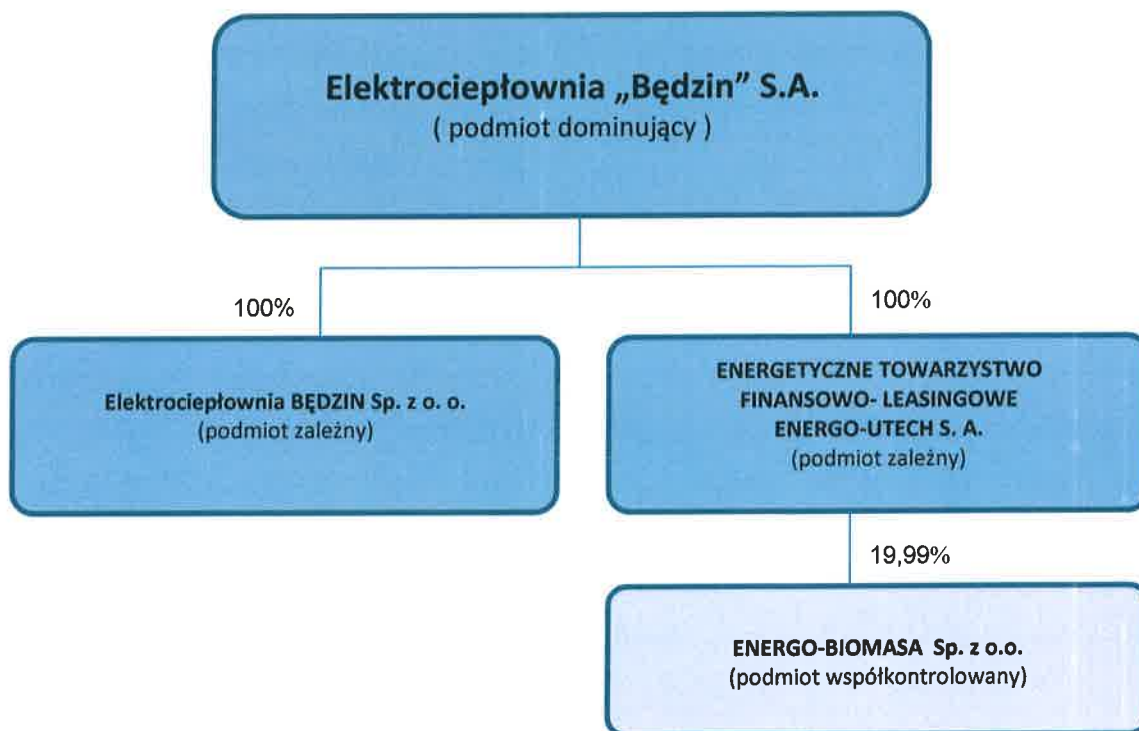 Elektrociepłownia „Będzin” S.A.
( podmiot dominujący )
100%
100%
Elektrociepłownia BĘDZIN Sp. z o. o.
(podmiot zależny)
ENERGETYCZNE TOWARZYSTWO
FINANSOWO- LEASINGOWE
ENERGO-UTECH S. A.
(podmiot zależny)
19,99%
ENERGO-BIOMASA Sp. z o.o.
(podmiot współkontrolowany)